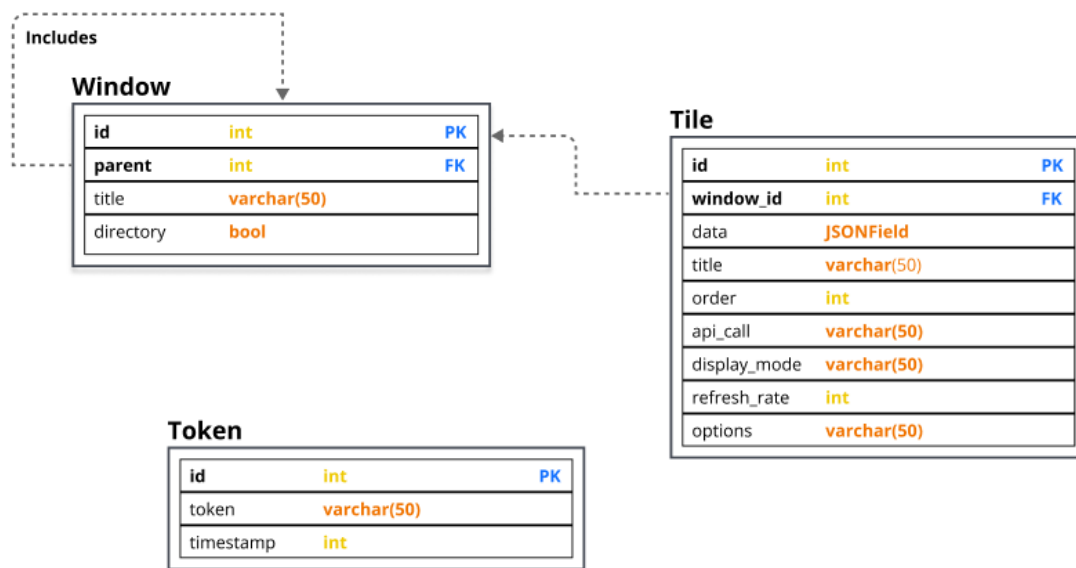 Includes
Window
id int PK
parent int FK
title varchar(50)
directory bool
Tile
id int PK
window_id int FK
data JSONField
title varchar(50)
order int
api_call varchar(50)
display_mode varchar(50)
refresh_rate int
options varchar(50)
Token
id int PK
token varchar(50)
timestamp int